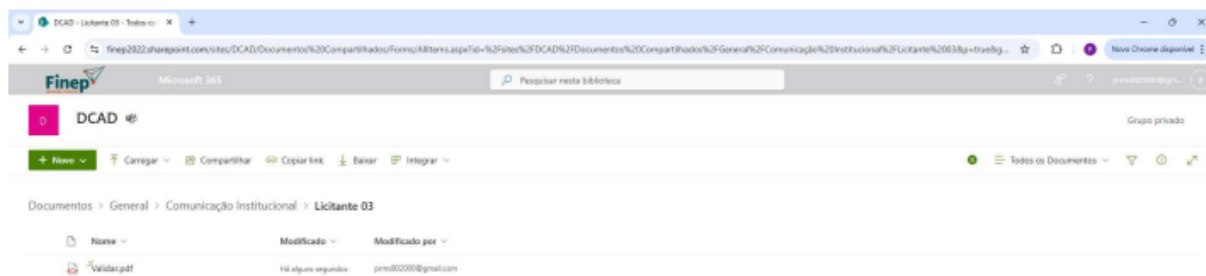 DCAD - Licitante 03 - Todos os
finep2022.sharepoint.com/sites/DCAD/Documentos%20Compartilhados/Forms/AllItems.aspx?id=%2Fsites%2FDCAD%2FDocumentos%20Compartilhados%2FGeneral%2FComunicação%20Institucional%2FLicitante%2003&p=true&g...
Novo Chrome disponível
Finep
Microsoft 365
Pesquisar nesta biblioteca
D
DCAD
Grupo privado
+ Novo
Carregar
Compartilhar
Copiar link
Baixar
Integrar
Todos os Documentos
Documentos > General > Comunicação Institucional > Licitante 03
Nome
Modificado
Modificado por
Validar.pdf
Há alguns segundos